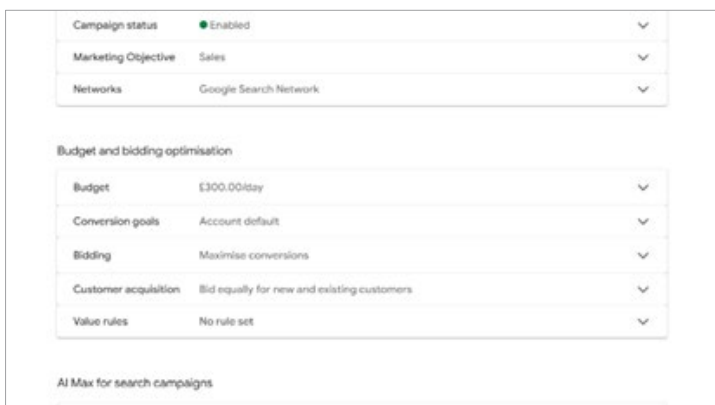 Campaign status Enabled
Marketing Objective Sales
Networks Google Search Network
Budget and bidding optimisation
Budget £300.00/day
Conversion goals Account default
Bidding Maximise conversions
Customer acquisition Bid equally for new and existing customers
Value rules No rule set
AI Max for search campaigns